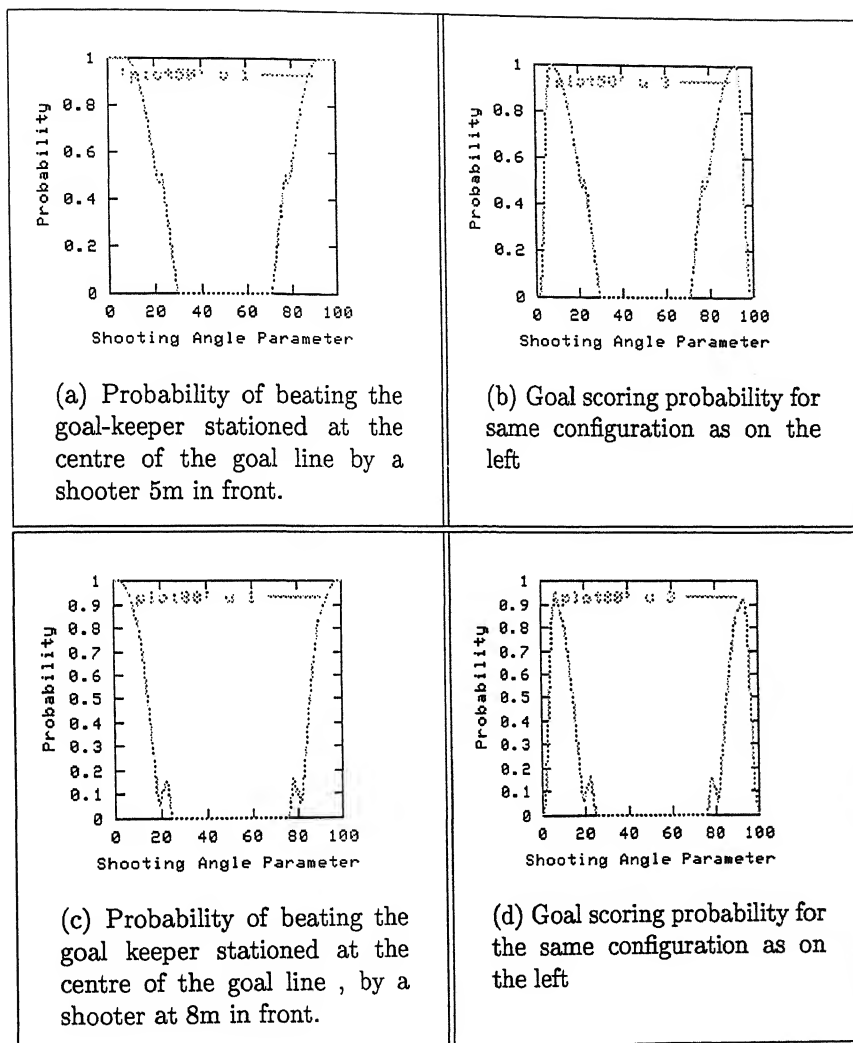 1
0.8
0.6
0.4
0.2
0
Probability
0 20 40 60 80 100
Shooting Angle Parameter
(a) Probability of beating the
goal-keeper stationed at the
centre of the goal line by a
shooter 5m in front.
1
0.8
0.6
0.4
0.2
0
Probability
0 20 40 60 80 100
Shooting Angle Parameter
(b) Goal scoring probability for
same configuration as on the
left
1
0.9
0.8
0.7
0.6
0.5
0.4
0.3
0.2
0.1
0
Probability
0 20 40 60 80 100
Shooting Angle Parameter
(c) Probability of beating the
goal keeper stationed at the
centre of the goal line , by a
shooter at 8m in front.
1
0.9
0.8
0.7
0.6
0.5
0.4
0.3
0.2
0.1
0
Probability
0 20 40 60 80 100
Shooting Angle Parameter
(d) Goal scoring probability for
the same configuration as on
the left